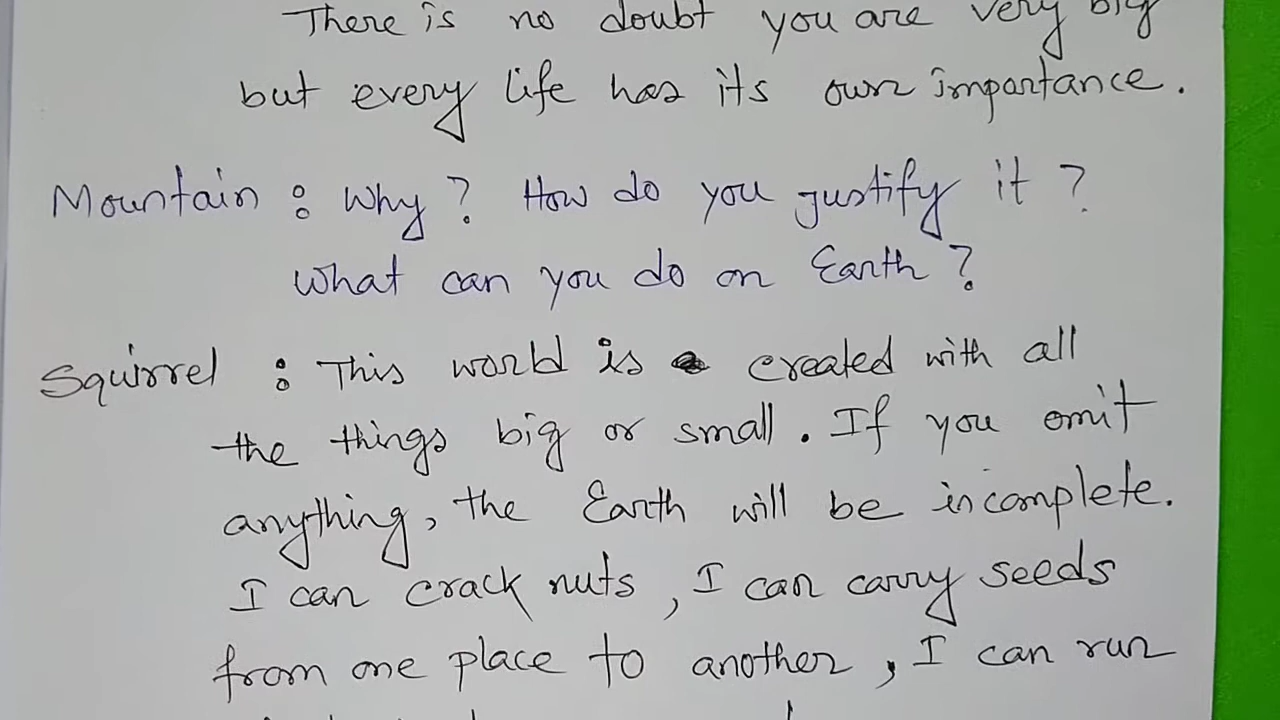 There is no doubt you are very big
but every life has its own importance.
Mountain : Why? How do you justify it?
What can you do on Earth?
Squirrel : This world is created with all
the things big or small. If you omit
anything, the Earth will be incomplete.
I can crack nuts, I can carry seeds
from one place to another, I can run